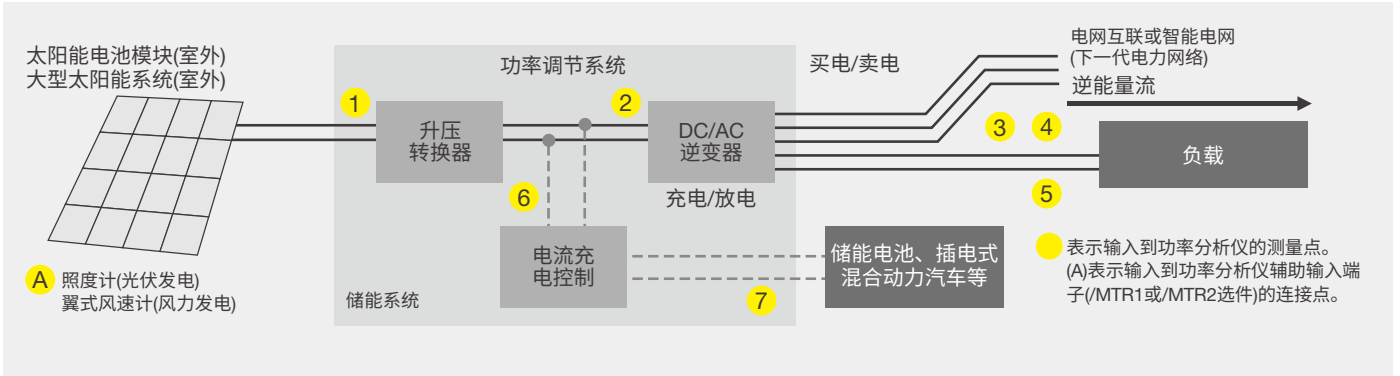 太阳能电池模块(室外)
大型太阳能系统(室外)
A
照度计(光伏发电)
翼式风速计(风力发电)
功率调节系统
1
升压
转换器
2
DC/AC
逆变器
充电/放电
6
电流充
电控制
储能系统
7
买电/卖电
电网互联或智能电网
(下一代电力网络)
逆能量流
3
4
负载
5
储能电池、插电式
混合动力汽车等
表示输入到功率分析仪的测量点。
(A)表示输入到功率分析仪辅助输入端
子(/MTR1或/MTR2选件)的连接点。